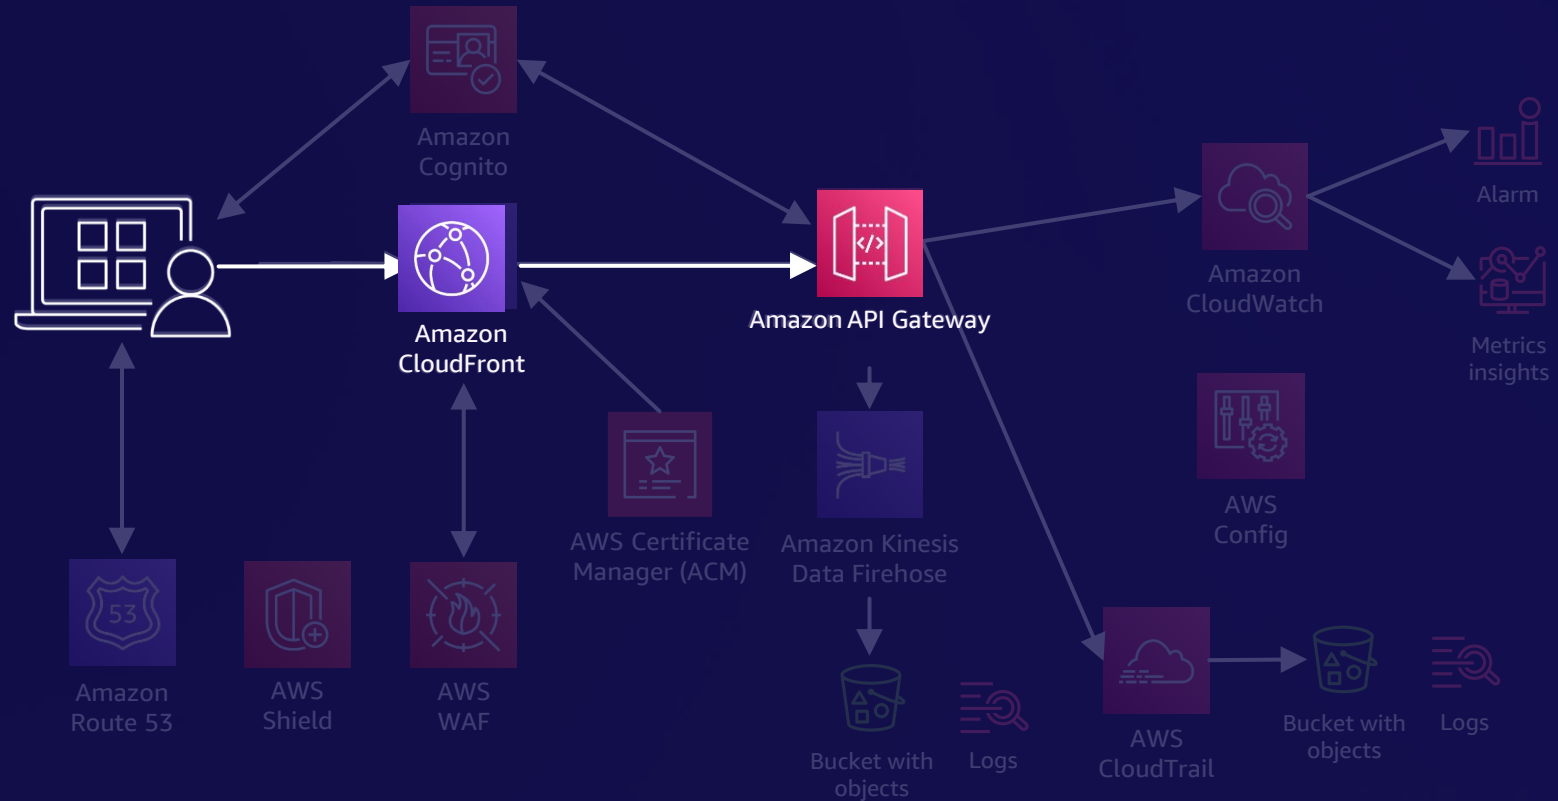 Amazon
Cognito
Amazon
CloudFront
</>
Amazon API Gateway
Amazon
CloudWatch
Alarm
Metrics
insights
AWS
Config
AWS Certificate
Manager (ACM)
Amazon Kinesis
Data Firehose
53
Amazon
Route 53
AWS
Shield
AWS
WAF
Bucket with
objects
Logs
AWS
CloudTrail
Bucket with
objects
Logs